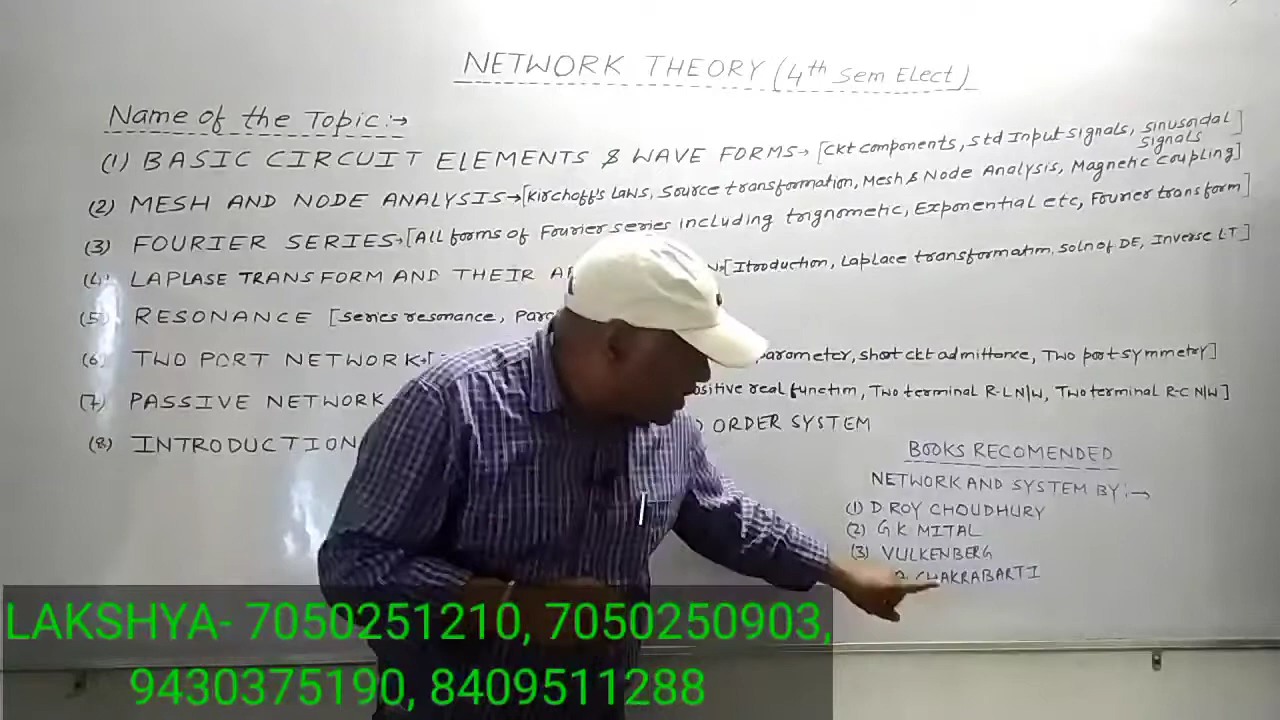 NETWORK THEORY (4th Sem Elect)
Name of the Topic:→
(1) BASIC CIRCUIT ELEMENTS & WAVE FORMS→ [Ckt components, Std Input signals, sinusoidal signals]
(2) MESH AND NODE ANALYSIS→[Kirchoff's Laws, Source transformation, Mesh & Node Analysis, Magnetic coupling]
(3) FOURIER SERIES→[All forms of Fourier series including trignometic, Exponential etc, Fourier transform]
(4) LAPLASE TRANSFORM AND THEIR [Itroduction, Laplace transformatim, Soln of DE, Inverse LT]
(5) RESONANCE [series resonance,
(6) TWO PORT NETWORK→[ parameter, short ckt admittance, Two port symmetry]
(7) PASSIVE NETWORK positive real functim, Two terminal R-L N/W, Two terminal R-C N/W]
(8) INTRODUCTION ORDER SYSTEM
BOOKS RECOMENDED
NETWORK AND SYSTEM BY:→
(1) D ROY CHOUDHURY
(2) G K MITAL
(3) VULKENBERG
CHAKRABARTI
LAKSHYA- 7050251210, 7050250903,
9430375190, 8409511288